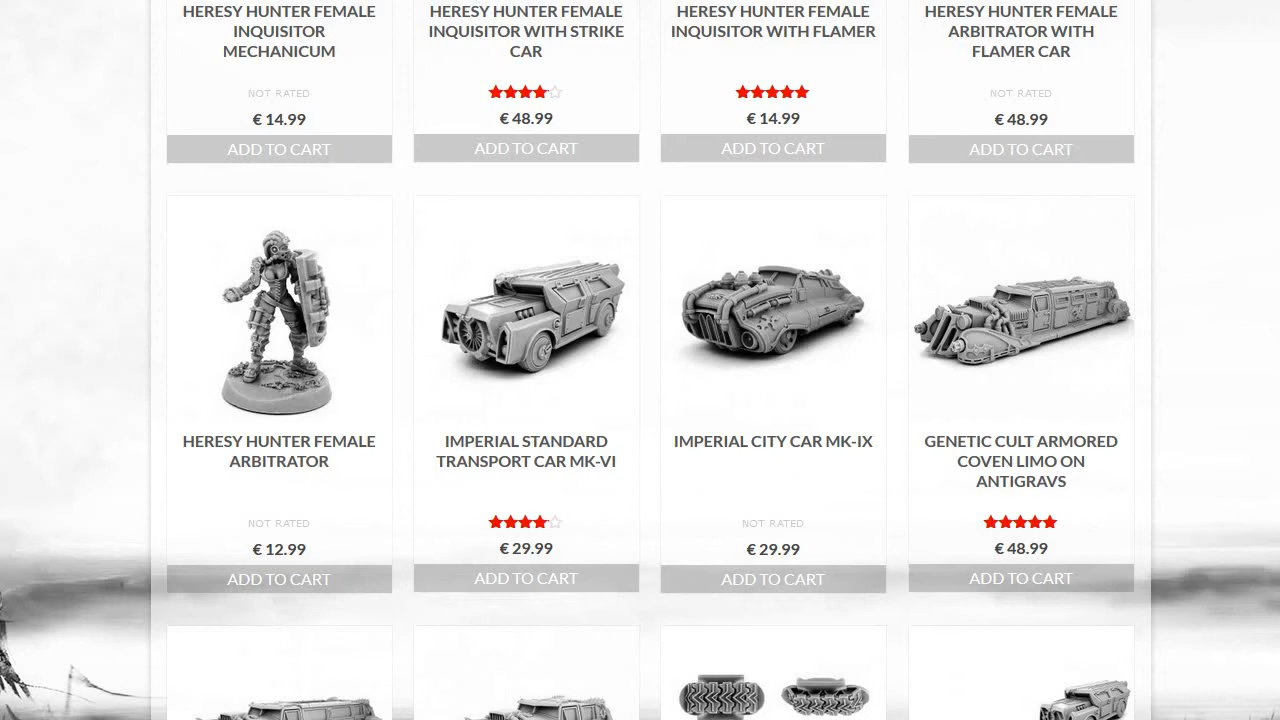 HERESY HUNTER FEMALE
INQUISITOR
MECHANICUM
NOT RATED
€ 14.99
ADD TO CART
HERESY HUNTER FEMALE
INQUISITOR WITH STRIKE
CAR
€ 48.99
ADD TO CART
HERESY HUNTER FEMALE
INQUISITOR WITH FLAMER
€ 14.99
ADD TO CART
HERESY HUNTER FEMALE
ARBITRATOR WITH
FLAMER CAR
NOT RATED
€ 48.99
ADD TO CART
HERESY HUNTER FEMALE
ARBITRATOR
NOT RATED
€ 12.99
ADD TO CART
IMPERIAL STANDARD
TRANSPORT CAR MK-VI
€ 29.99
ADD TO CART
IMPERIAL CITY CAR MK-IX
NOT RATED
€ 29.99
ADD TO CART
GENETIC CULT ARMORED
COVEN LIMO ON
ANTIGRAVS
€ 48.99
ADD TO CART